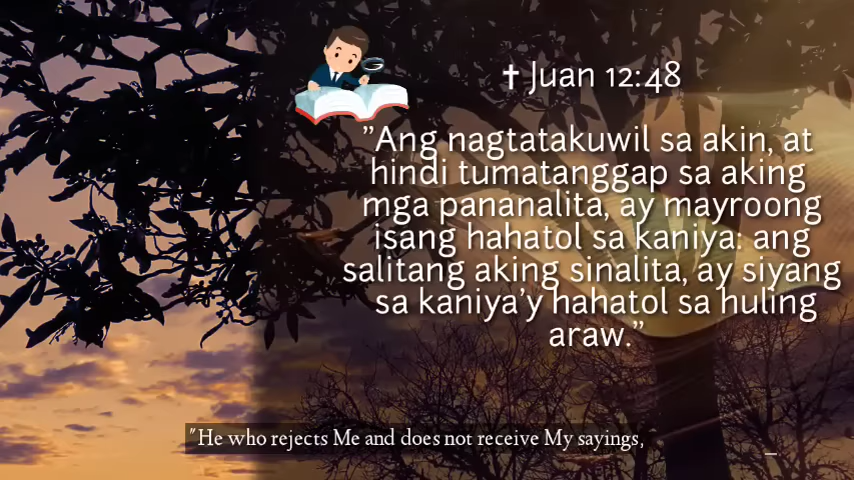 ✝ Juan 12:48
"Ang nagtatakuwil sa akin, at
hindi tumatanggap sa aking
mga pananalita, ay mayroong
isang hahatol sa kaniya: ang
salitang aking sinalita, ay siyang
sa kaniya'y hahatol sa huling
araw."
"He who rejects Me and does not receive My sayings,